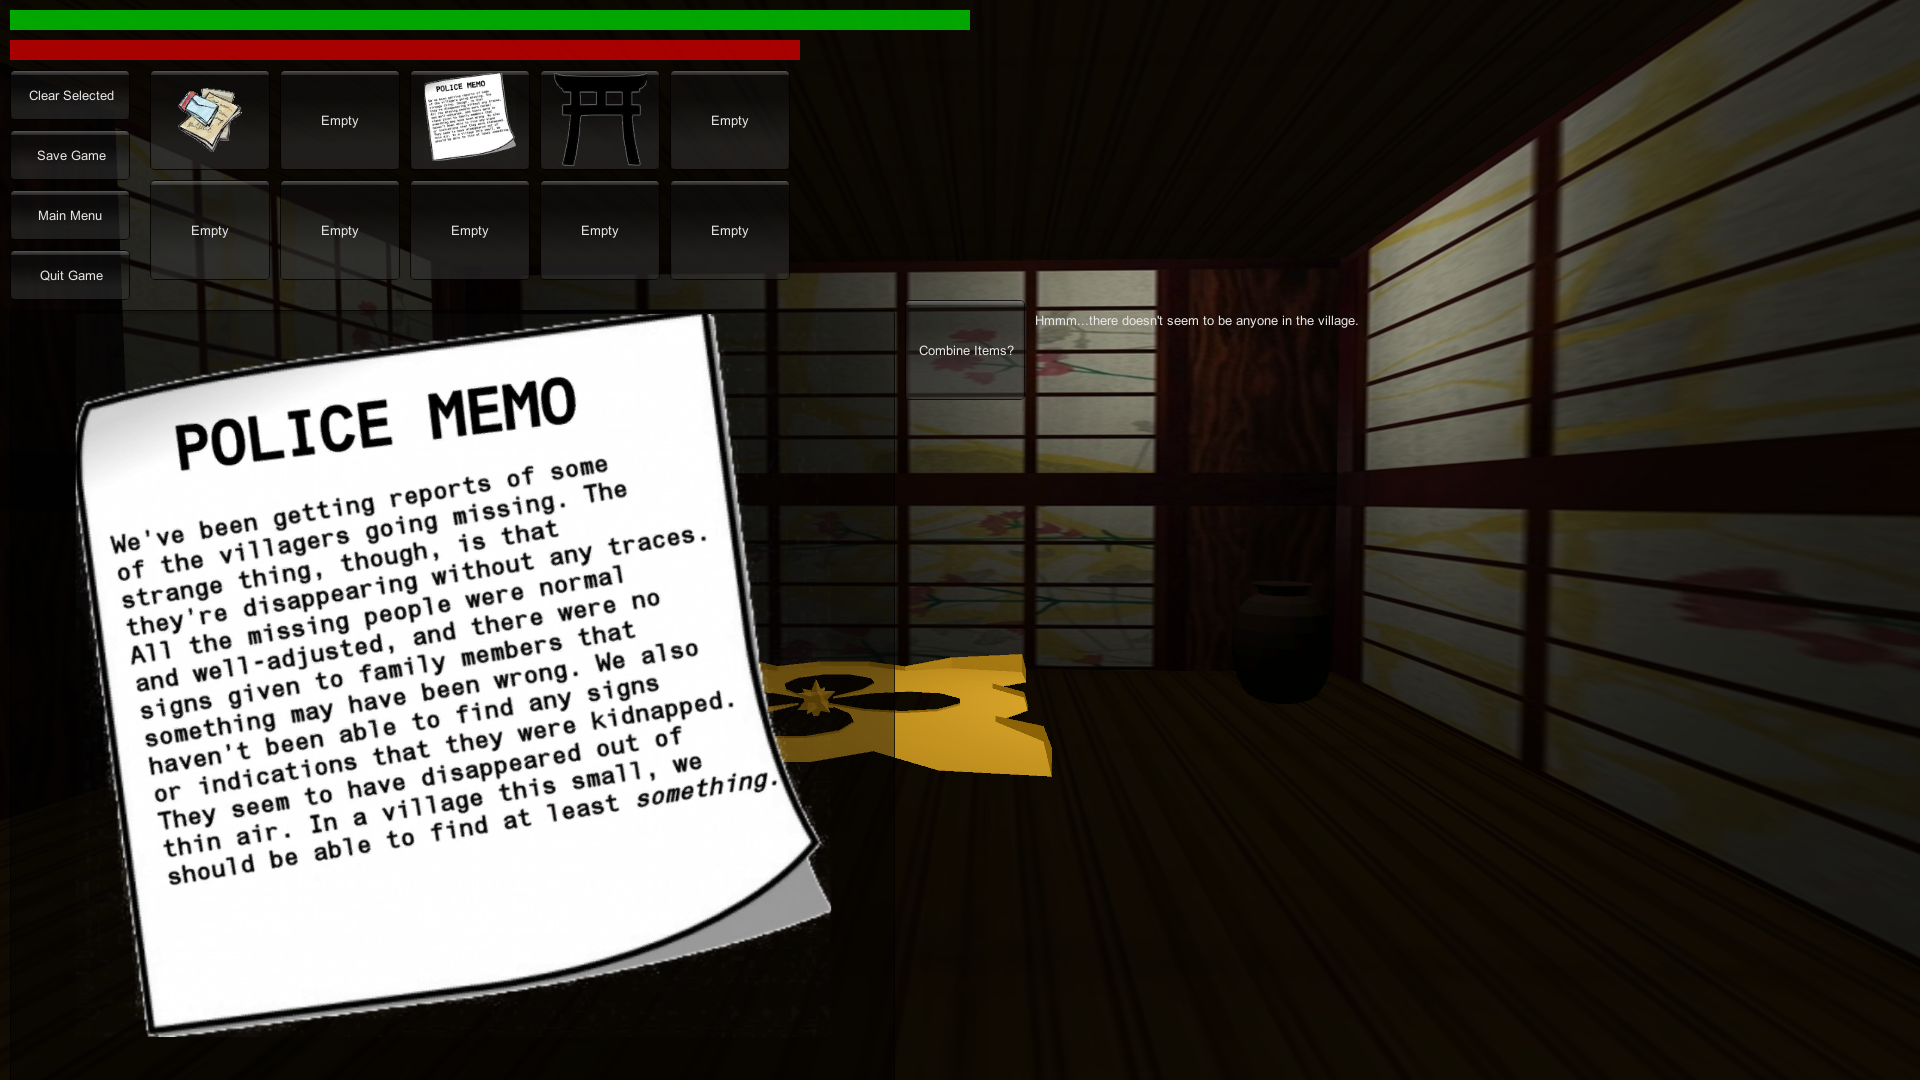 Clear Selected
Save Game
Main Menu
Quit Game
Empty
POLICE MEMO
Empty
Empty
Empty
Empty
Empty
Empty
Combine Items?
Hmmm...there doesn't seem to be anyone in the village.
POLICE MEMO
We've been getting reports of some
of the villagers going missing. The
strange thing, though, is that
they're disappearing without any traces.
All the missing people were normal
and well-adjusted, and there were no
signs given to family members that
something may have been wrong. We also
haven't been able to find any signs
or indications that they were kidnapped.
They seem to have disappeared out of
thin air. In a village this small, we
should be able to find at least something.